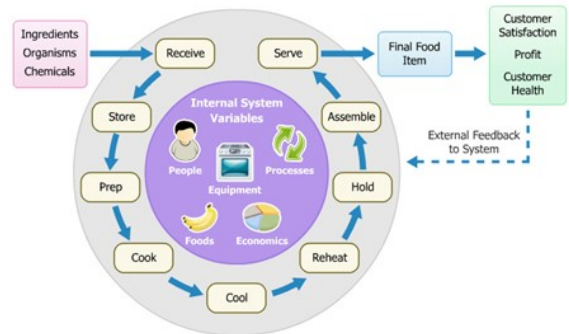 Ingredients
Organisms
Chemicals
Receive
Serve
Final Food
Item
Customer
Satisfaction
Profit
Customer
Health
Store
Internal System
Variables
Assemble
External Feedback
to System
People
Equipment
Processes
Prep
Hold
Foods
Economics
Cook
Reheat
Cool